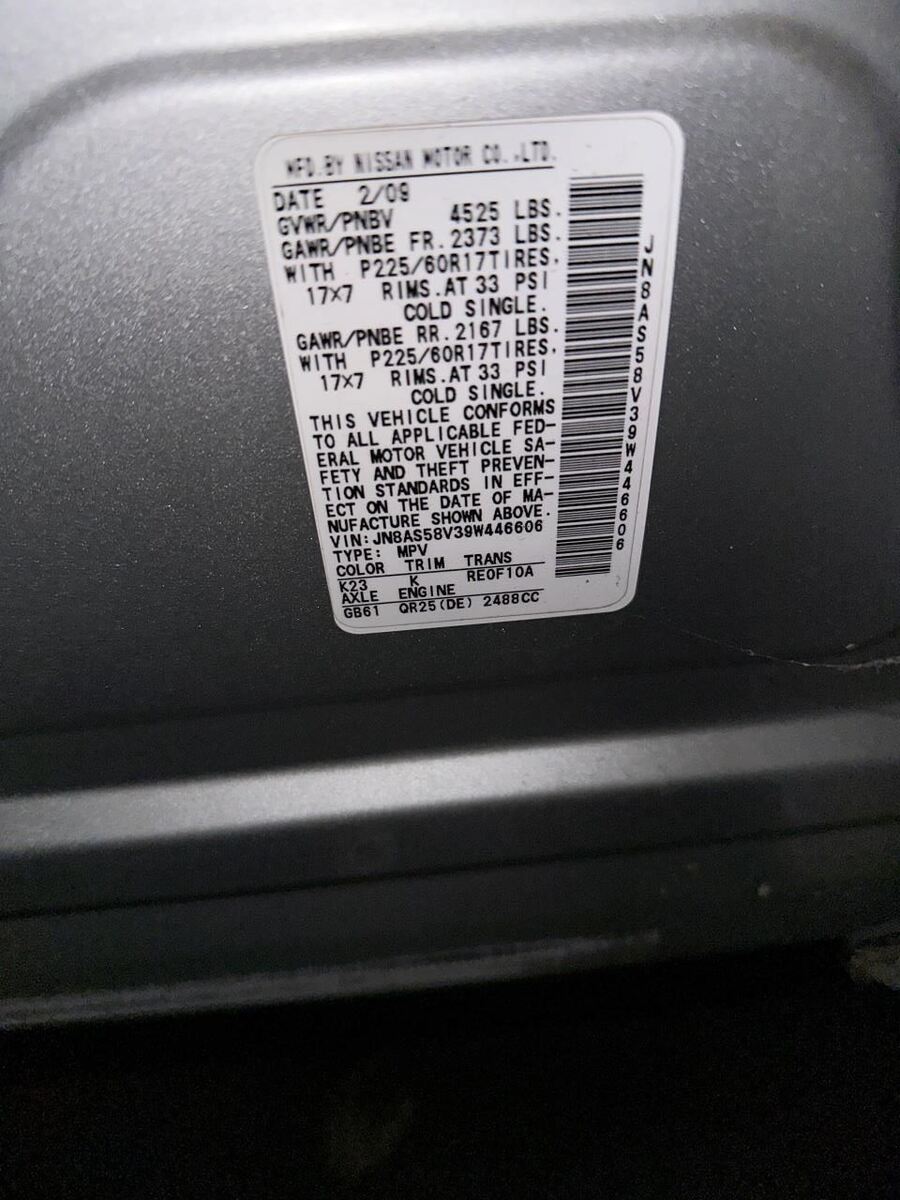 MFD.BY NISSAN MOTOR CO.,LTD.
DATE 2/09
GVWR/PNBV 4525 LBS.
GAWR/PNBE FR. 2373 LBS.
WITH P225/60R17TIRES,
17×7 RIMS.AT 33 PSI
COLD SINGLE.
GAWR/PNBE RR. 2167 LBS.
WITH P225/60R17TIRES,
17×7 RIMS.AT 33 PSI
COLD SINGLE.
THIS VEHICLE CONFORMS
TO ALL APPLICABLE FED-
ERAL MOTOR VEHICLE SA-
FETY AND THEFT PREVEN-
TION STANDARDS IN EFF-
ECT ON THE DATE OF MA-
NUFACTURE SHOWN ABOVE.
VIN:JN8AS58V39W446606
TYPE: MPV
COLOR TRIM TRANS
K23 K RE0F10A
AXLE ENGINE
GB61 QR25(DE) 2488CC
JN8AS58V39W446606